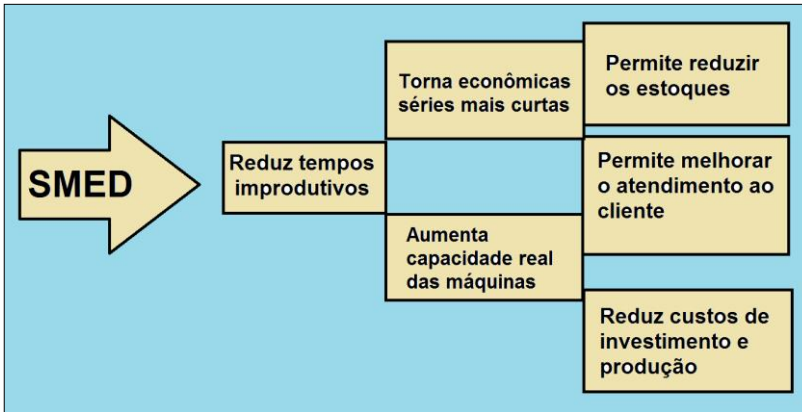 SMED
Reduz tempos
improdutivos
Torna econômicas
séries mais curtas
Aumenta
capacidade real
das máquinas
Permite reduzir
os estoques
Permite melhorar
o atendimento ao
cliente
Reduz custos de
investimento e
produção